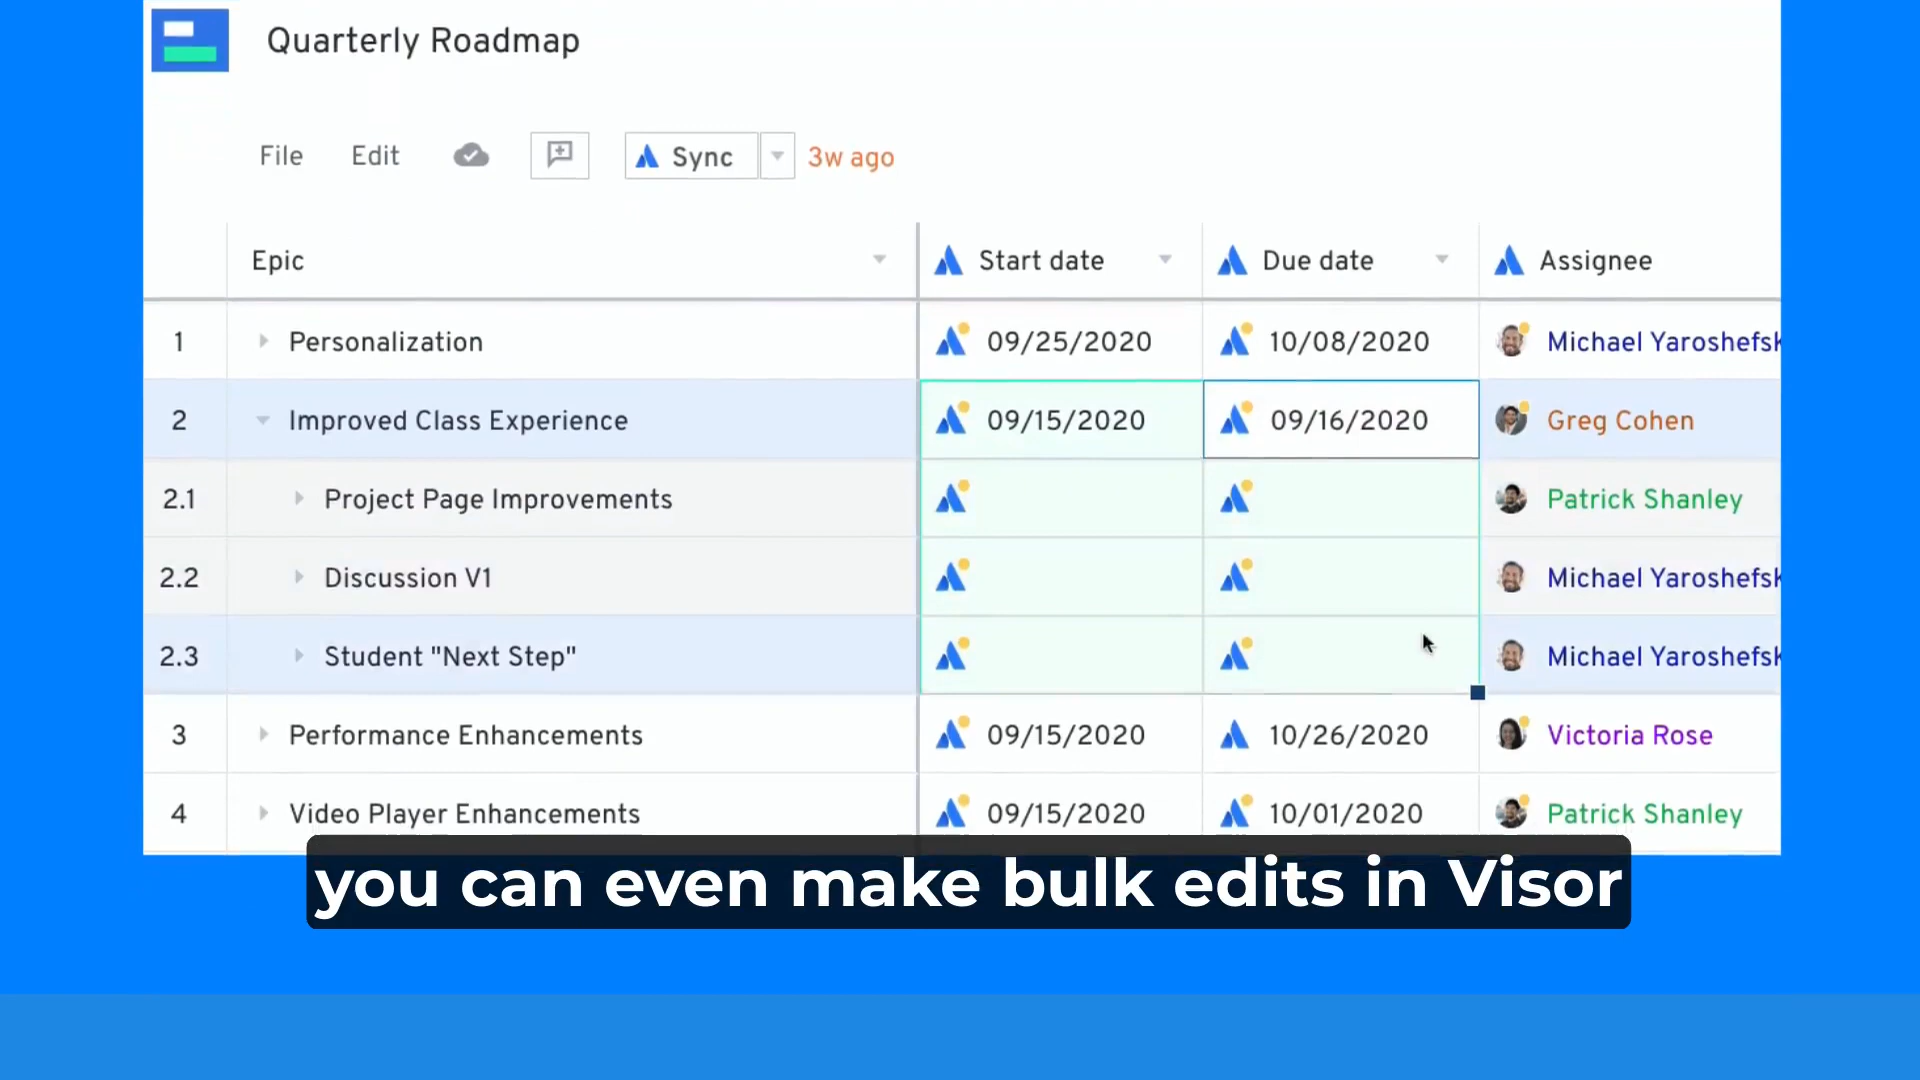 Quarterly Roadmap
File Edit Sync 3w ago
Epic Start date Due date Assignee
1 Personalization 09/25/2020 10/08/2020 Michael Yaroshefsk
2 Improved Class Experience 09/15/2020 09/16/2020 Greg Cohen
2.1 Project Page Improvements Patrick Shanley
2.2 Discussion V1 Michael Yaroshefsk
2.3 Student "Next Step" Michael Yaroshefsk
3 Performance Enhancements 09/15/2020 10/26/2020 Victoria Rose
4 Video Player Enhancements 09/15/2020 10/01/2020 Patrick Shanley
you can even make bulk edits in Visor